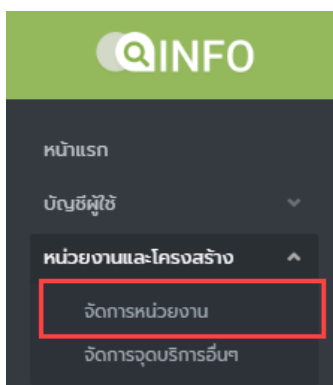 QINFO
หน้าแรก
บัญชีผู้ใช้
หน่วยงานและโครงสร้าง
จัดการหน่วยงาน
จัดการจุดบริการอื่นๆ